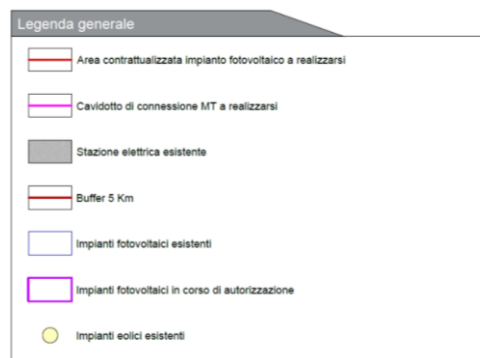 Legenda generale
Area contrattualizzata impianto fotovoltaico a realizzarsi
Cavidotto di connessione MT a realizzarsi
Stazione elettrica esistente
Buffer 5 Km
Impianti fotovoltaici esistenti
Impianti fotovoltaici in corso di autorizzazione
Impianti eolici esistenti